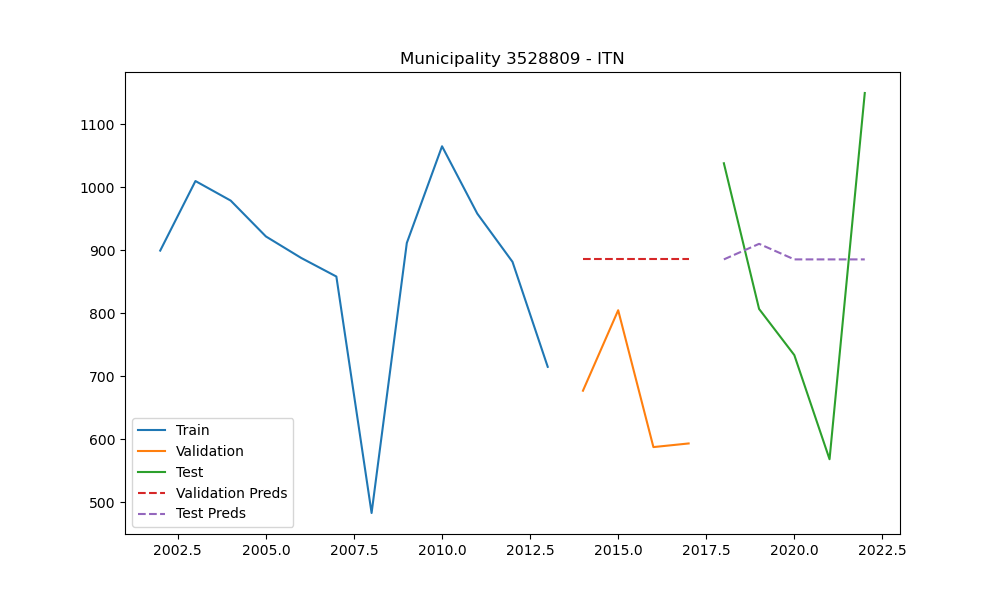 Municipality 3528809 - ITN
1100
1000
900
800
700
600
500
Train
Validation
Test
Validation Preds
Test Preds
2002.5 2005.0 2007.5 2010.0 2012.5 2015.0 2017.5 2020.0 2022.5